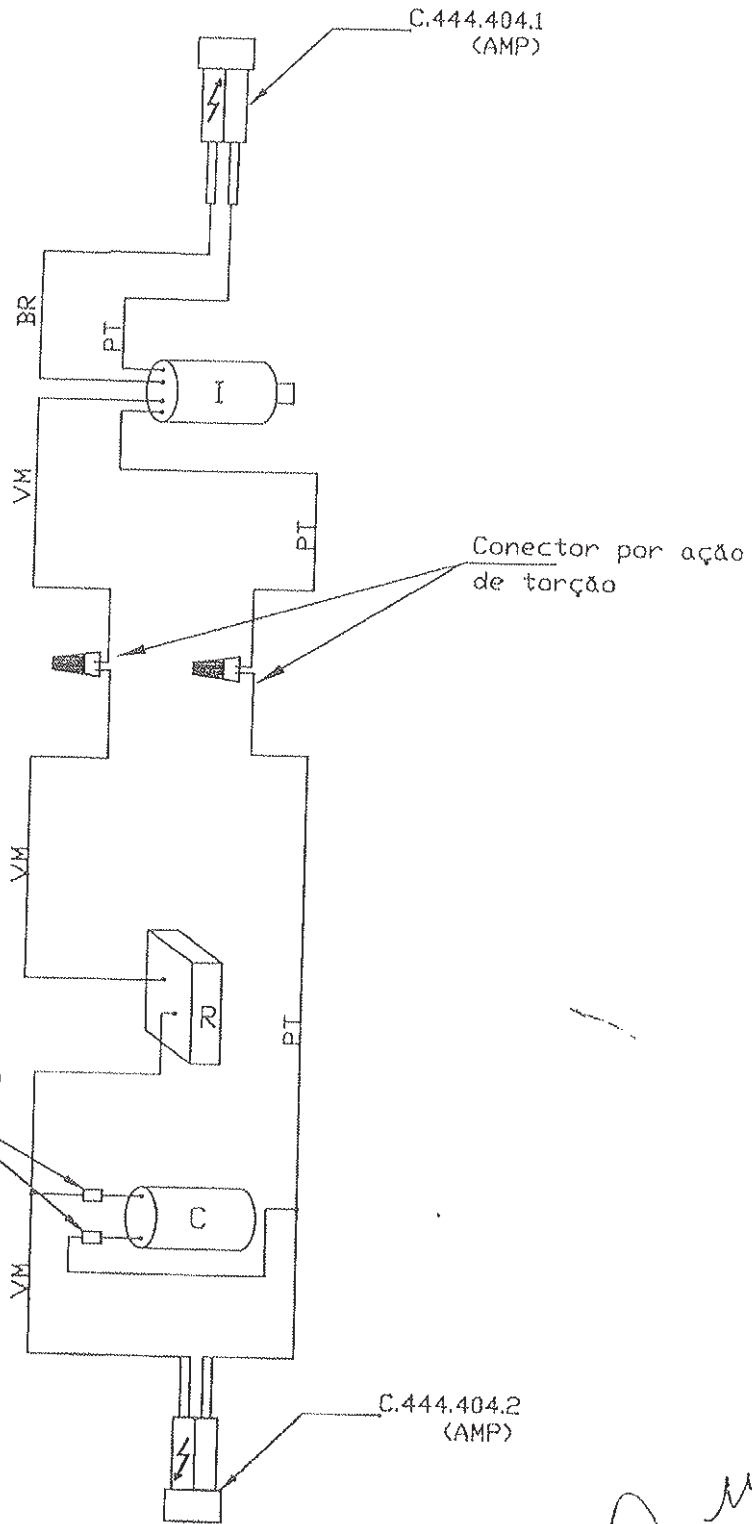 C.444.404.1
(AMP)
BR
PT
I
VM
PT
Conector por ação
de torção
VM
R
PT
C
VM
C.444.404.2
(AMP)